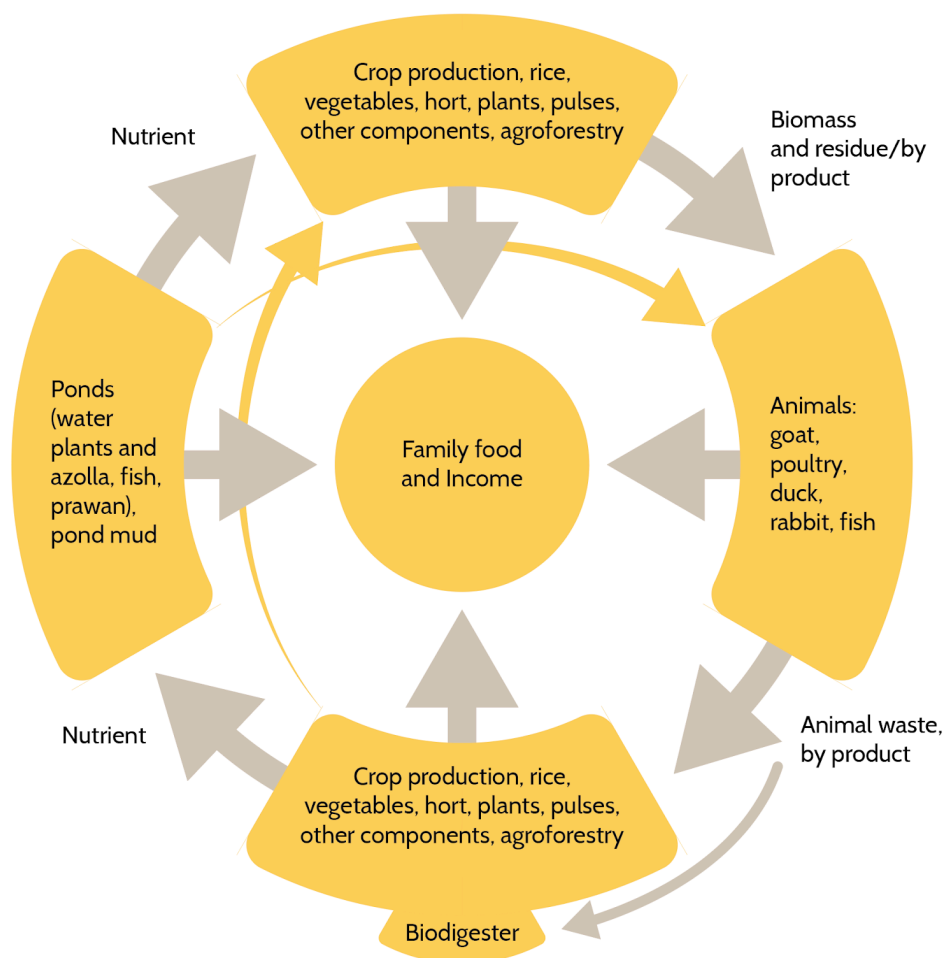 Crop production, rice,
vegetables, hort, plants, pulses,
other components, agroforestry
Nutrient
Biomass
and residue/by
product
Ponds
(water
plants and
azolla, fish,
prawan),
pond mud
Family food
and Income
Animals:
goat,
poultry,
duck,
rabbit, fish
Nutrient
Animal waste,
by product
Crop production, rice,
vegetables, hort, plants, pulses,
other components, agroforestry
Biodigester